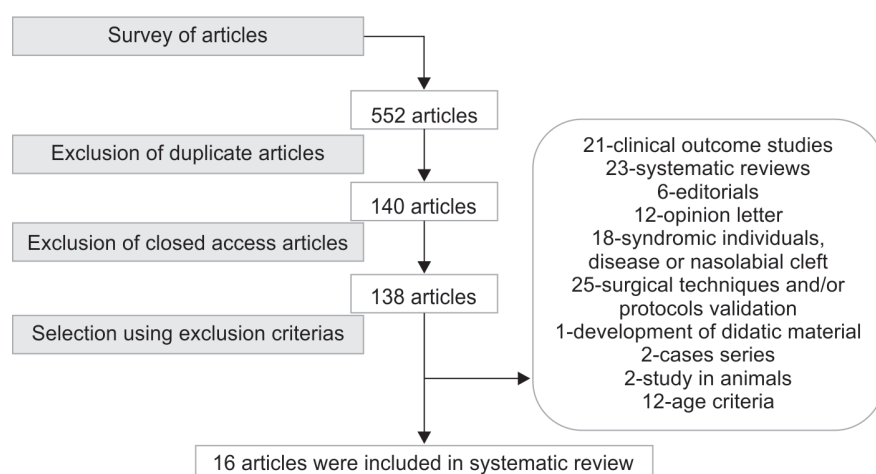 Survey of articles
552 articles
Exclusion of duplicate articles
140 articles
Exclusion of closed access articles
138 articles
Selection using exclusion criterias
21-clinical outcome studies
23-systematic reviews
6-editorials
12-opinion letter
18-syndromic individuals,
disease or nasolabial cleft
25-surgical techniques and/or
protocols validation
1-development of didatic material
2-cases series
2-study in animals
12-age criteria
16 articles were included in systematic review